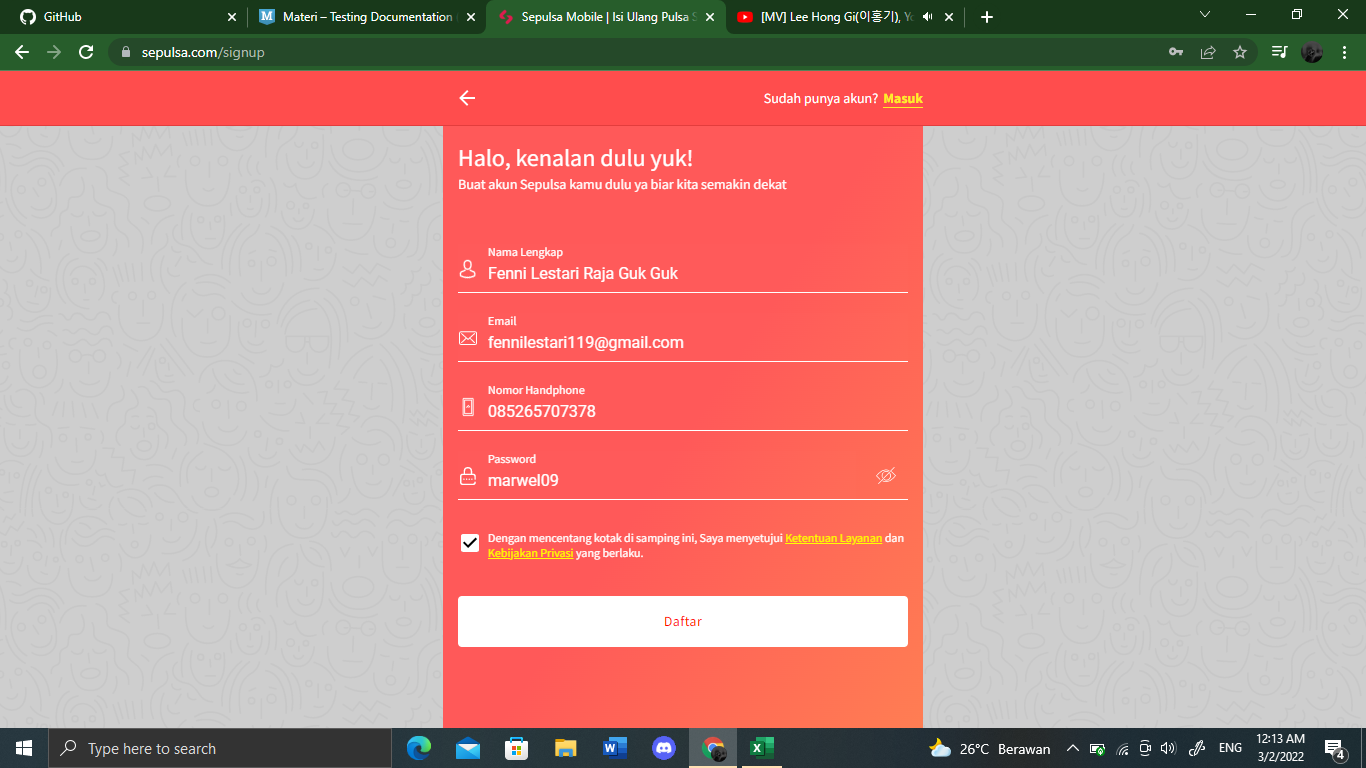 GitHub
Materi – Testing Documentation
Sepulsa Mobile | Isi Ulang Pulsa S
[MV] Lee Hong Gi(이홍기), Yo
sepulsa.com/signup
Sudah punya akun? Masuk
Halo, kenalan dulu yuk!
Buat akun Sepulsa kamu dulu ya biar kita semakin dekat
Nama Lengkap
Fenni Lestari Raja Guk Guk
Email
fennilestari119@gmail.com
Nomor Handphone
085265707378
Password
marwel09
Dengan mencentang kotak di samping ini, Saya menyetujui Ketentuan Layanan dan
Kebijakan Privasi yang berlaku.
Daftar
Type here to search
26°C Berawan
ENG
12:13 AM
3/2/2022
4